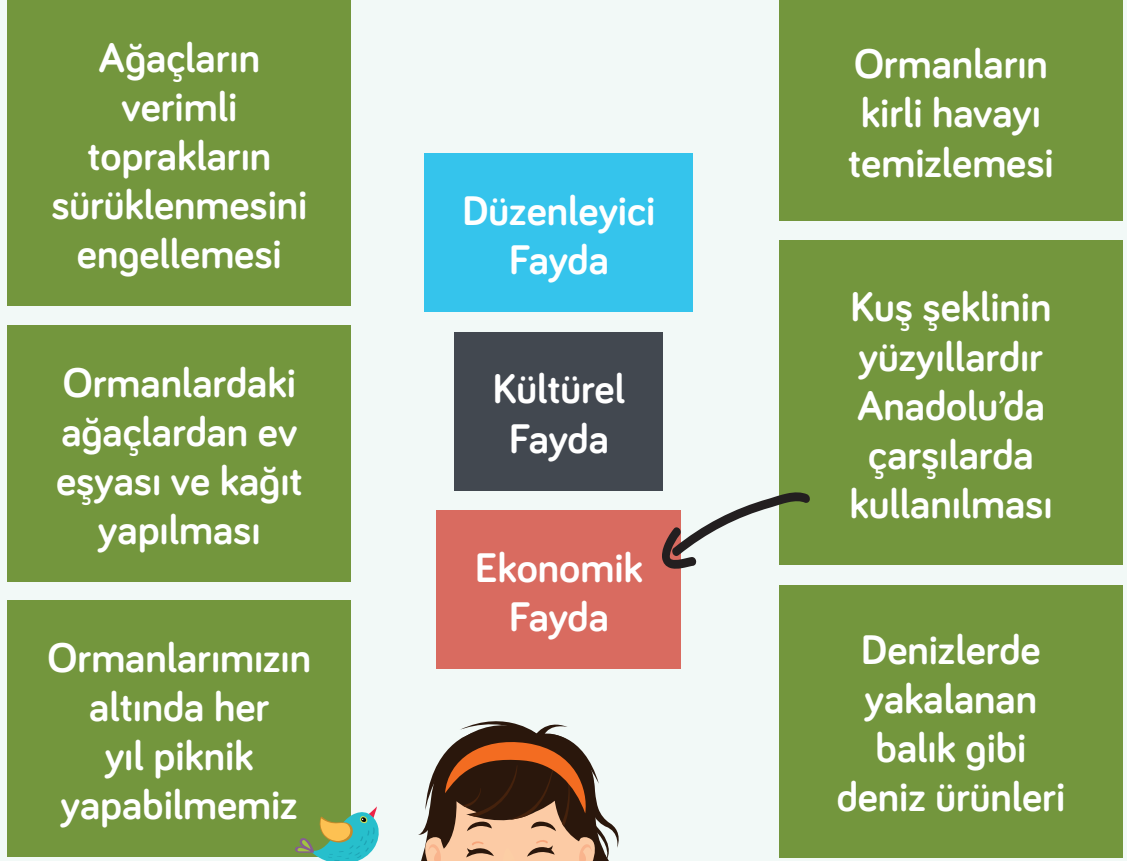 Ağaçların
verimli
toprakların
sürüklenmesini
engellemesi
Ormanlardaki
ağaçlardan ev
eşyası ve kağıt
yapılması
Ormanlarımızın
altında her
yıl piknik
yapabilmemiz
Düzenleyici
Fayda
Kültürel
Fayda
Ekonomik
Fayda
Ormanların
kirli havayı
temizlemesi
Kuş şeklinin
yüzyıllardır
Anadolu’da
çarşılarda
kullanılması
Denizlerde
yakalanan
balık gibi
deniz ürünleri